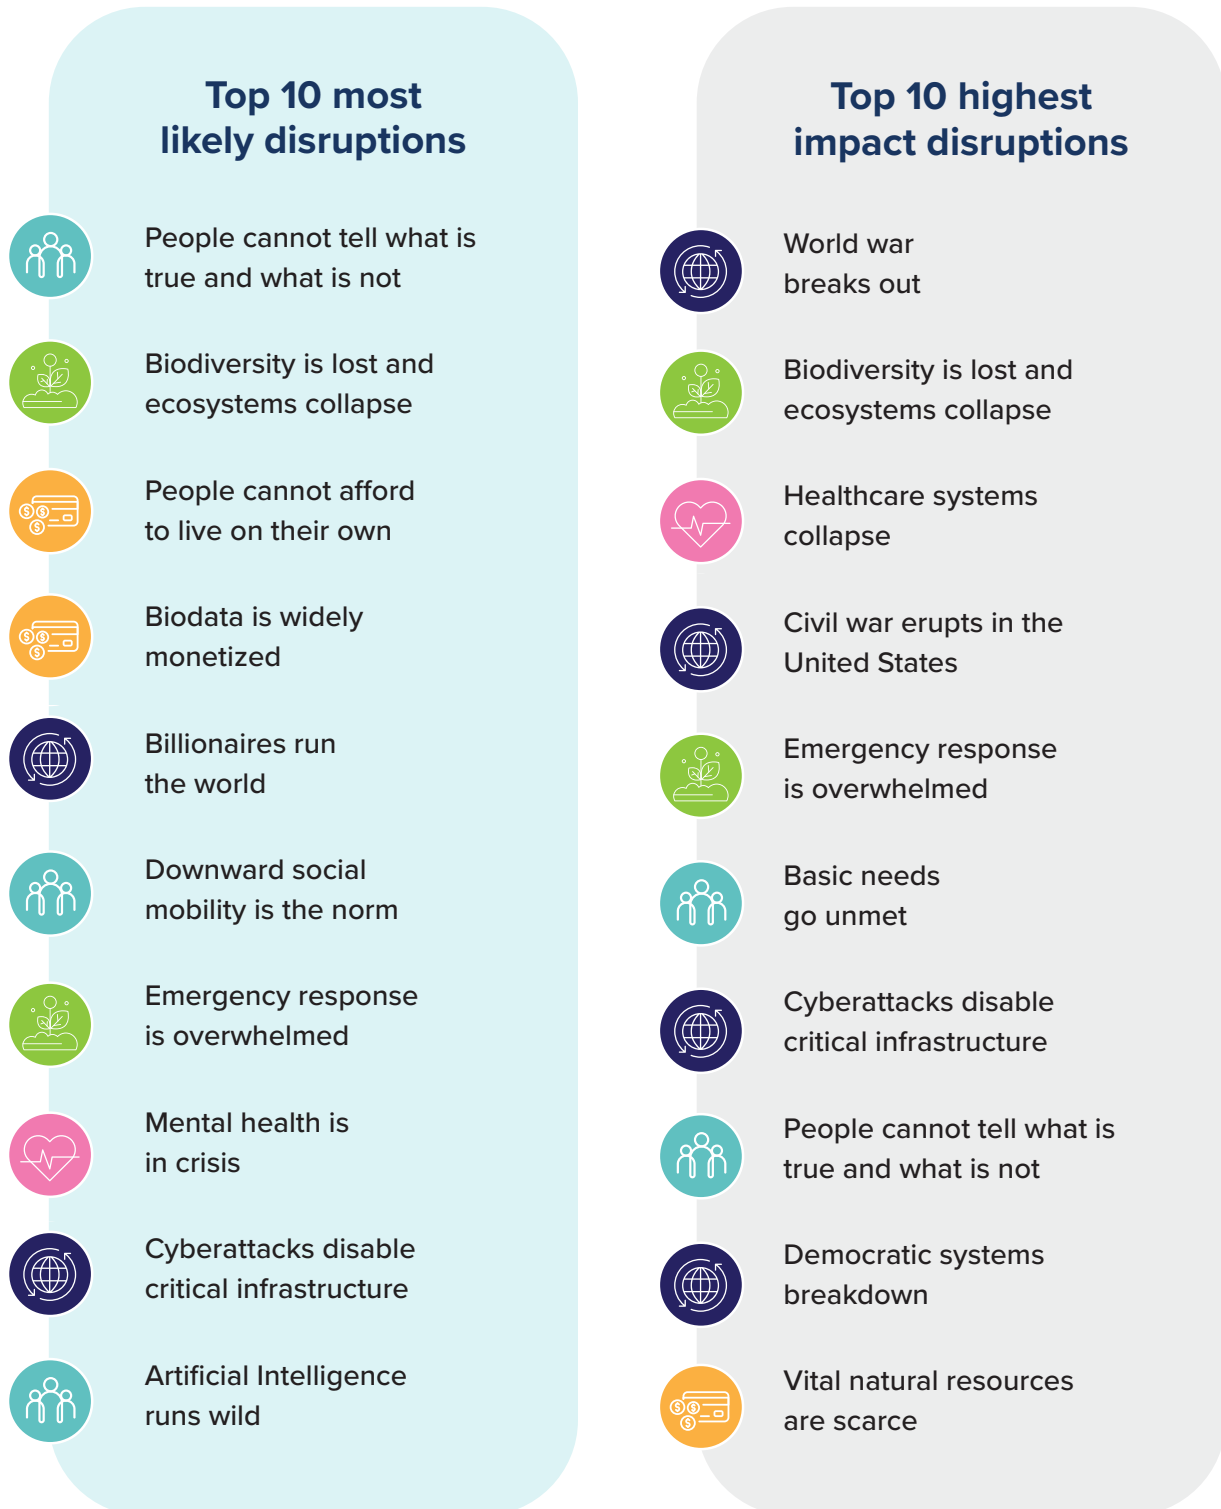 Top 10 most
likely disruptions
People cannot tell what is
true and what is not
Biodiversity is lost and
ecosystems collapse
People cannot afford
to live on their own
Biodata is widely
monetized
Billionaires run
the world
Downward social
mobility is the norm
Emergency response
is overwhelmed
Mental health is
in crisis
Cyberattacks disable
critical infrastructure
Artificial Intelligence
runs wild
Top 10 highest
impact disruptions
World war
breaks out
Biodiversity is lost and
ecosystems collapse
Healthcare systems
collapse
Civil war erupts in the
United States
Emergency response
is overwhelmed
Basic needs
go unmet
Cyberattacks disable
critical infrastructure
People cannot tell what is
true and what is not
Democratic systems
breakdown
Vital natural resources
are scarce